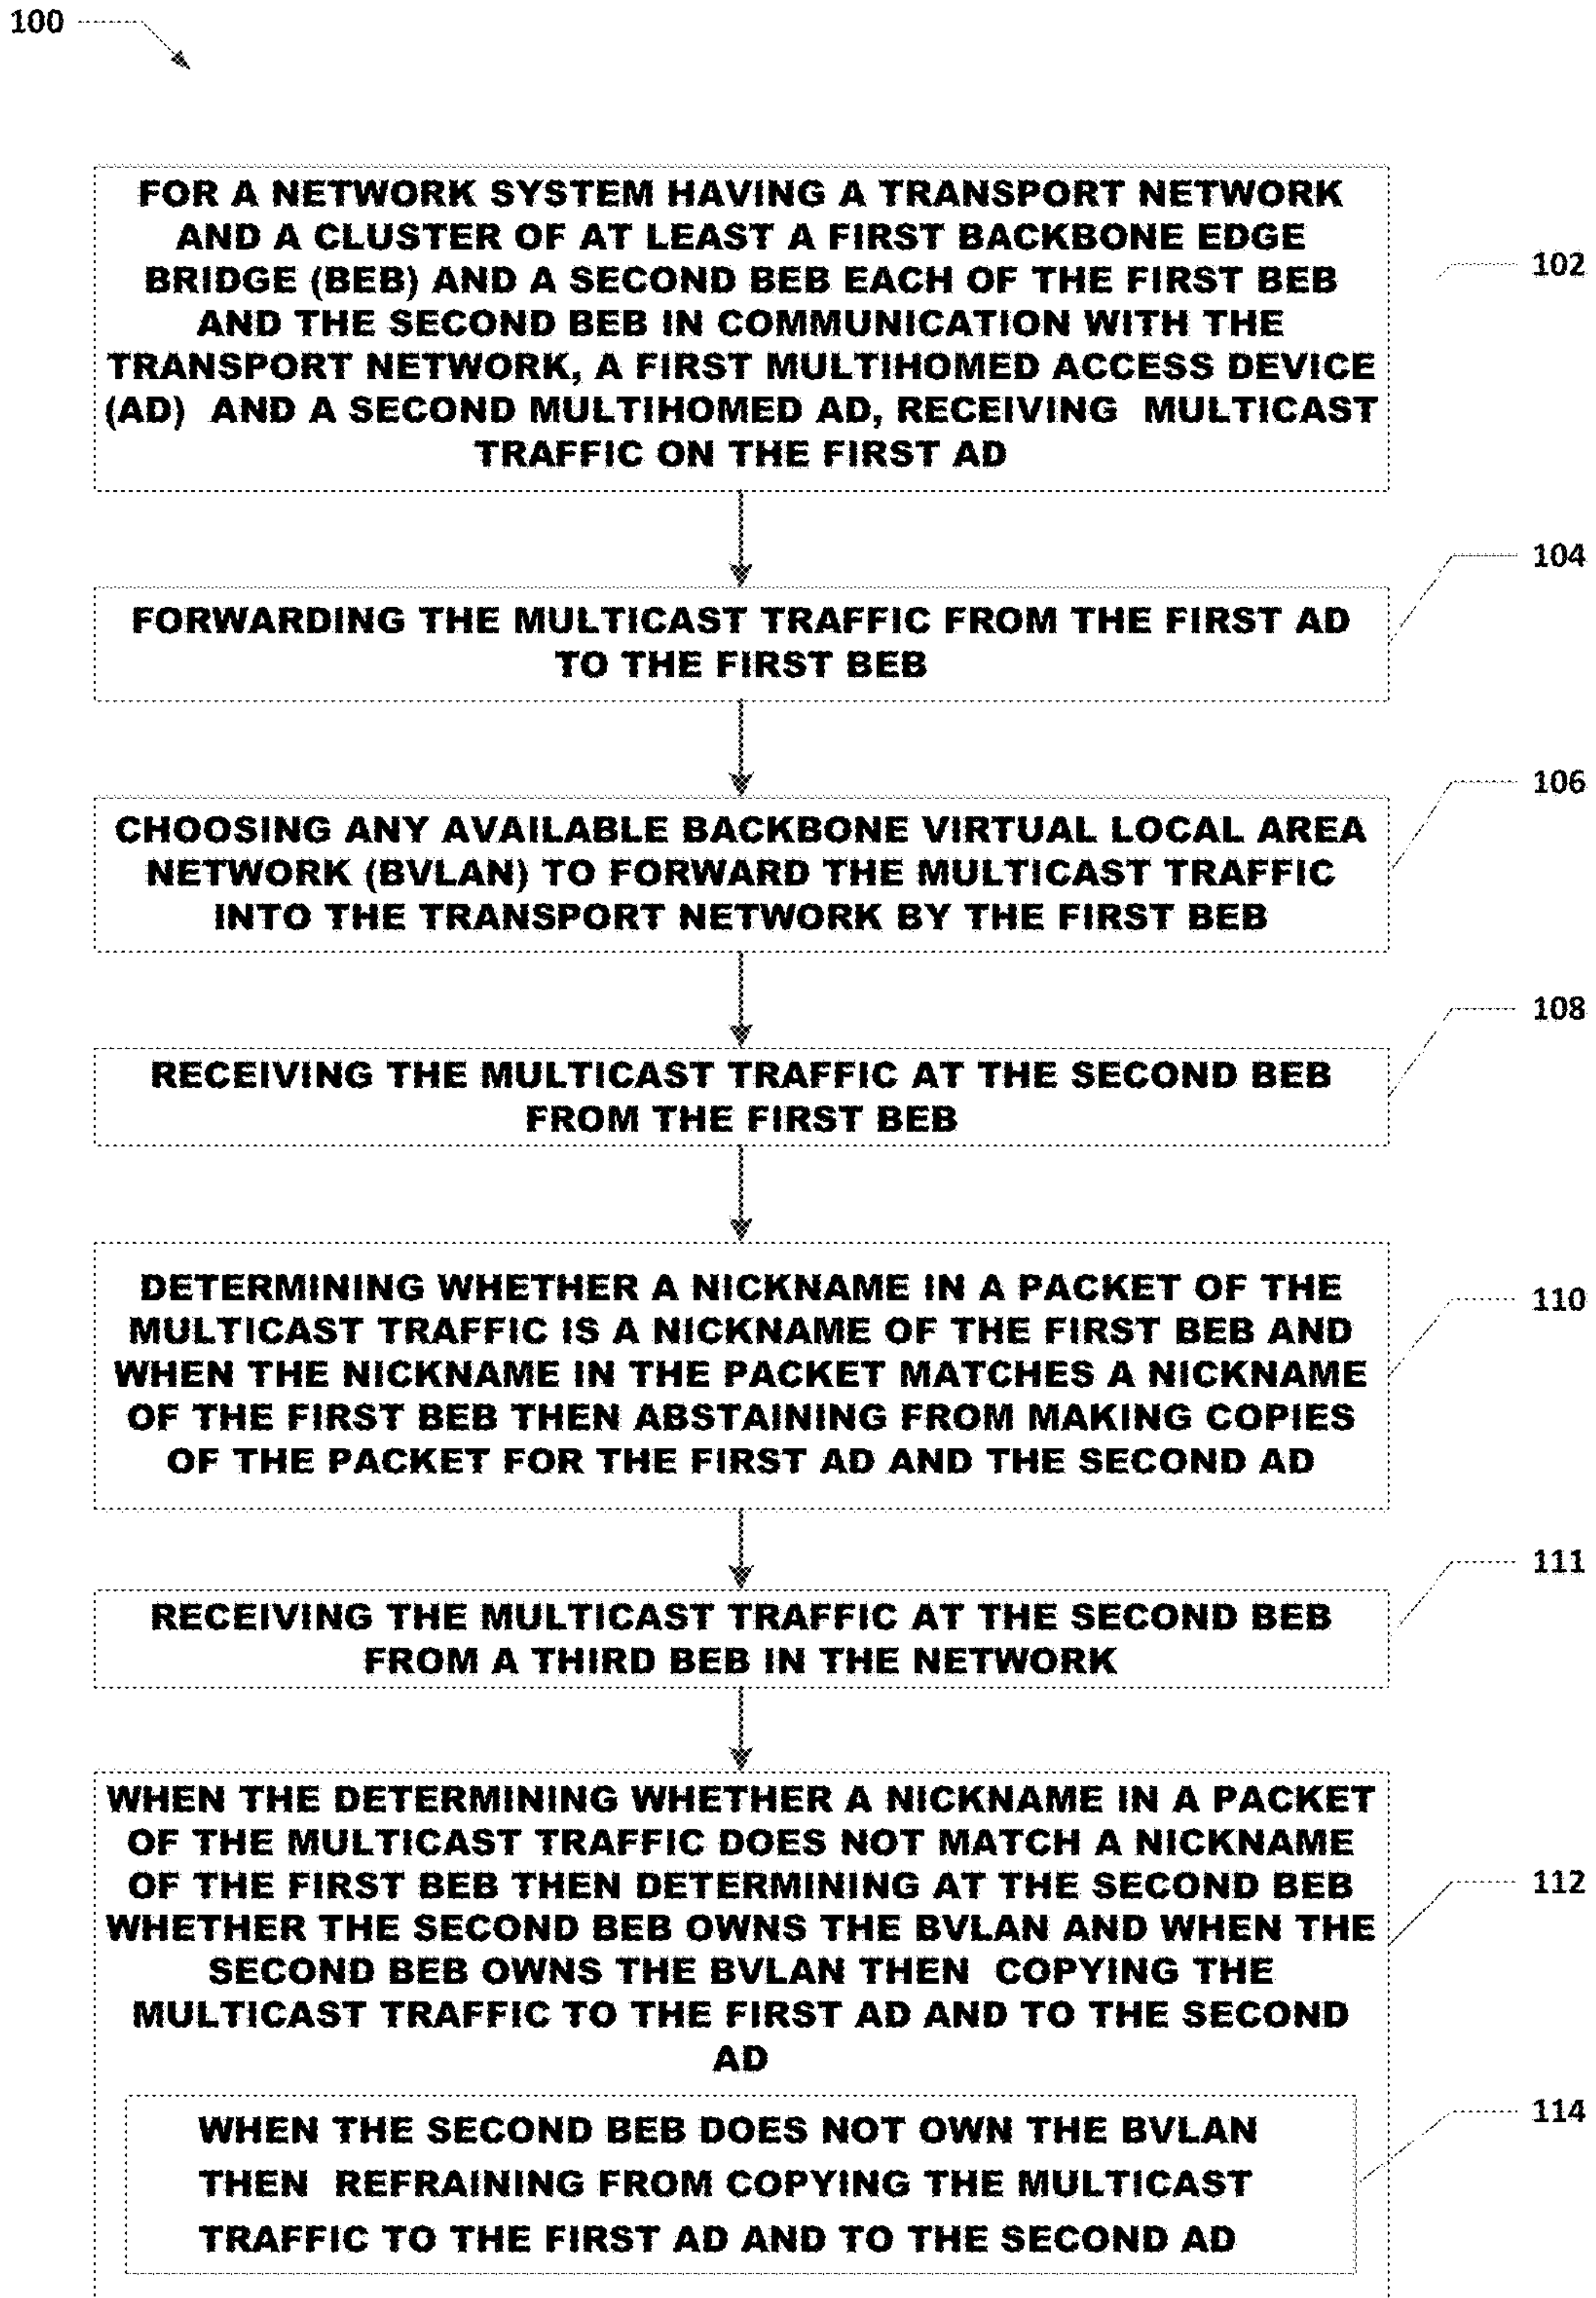 100
FOR A NETWORK SYSTEM HAVING A TRANSPORT NETWORK
AND A CLUSTER OF AT LEAST A FIRST BACKBONE EDGE
BRIDGE (BEB) AND A SECOND BEB EACH OF THE FIRST BEB
AND THE SECOND BEB IN COMMUNICATION WITH THE
TRANSPORT NETWORK, A FIRST MULTIHOMED ACCESS DEVICE
(AD) AND A SECOND MULTIHOMED AD, RECEIVING MULTICAST
TRAFFIC ON THE FIRST AD
102
FORWARDING THE MULTICAST TRAFFIC FROM THE FIRST AD
TO THE FIRST BEB
104
CHOOSING ANY AVAILABLE BACKBONE VIRTUAL LOCAL AREA
NETWORK (BVLAN) TO FORWARD THE MULTICAST TRAFFIC
INTO THE TRANSPORT NETWORK BY THE FIRST BEB
106
RECEIVING THE MULTICAST TRAFFIC AT THE SECOND BEB
FROM THE FIRST BEB
108
DETERMINING WHETHER A NICKNAME IN A PACKET OF THE
MULTICAST TRAFFIC IS A NICKNAME OF THE FIRST BEB AND
WHEN THE NICKNAME IN THE PACKET MATCHES A NICKNAME
OF THE FIRST BEB THEN ABSTAINING FROM MAKING COPIES
OF THE PACKET FOR THE FIRST AD AND THE SECOND AD
110
RECEIVING THE MULTICAST TRAFFIC AT THE SECOND BEB
FROM A THIRD BEB IN THE NETWORK
111
WHEN THE DETERMINING WHETHER A NICKNAME IN A PACKET
OF THE MULTICAST TRAFFIC DOES NOT MATCH A NICKNAME
OF THE FIRST BEB THEN DETERMINING AT THE SECOND BEB
WHETHER THE SECOND BEB OWNS THE BVLAN AND WHEN THE
SECOND BEB OWNS THE BVLAN THEN COPYING THE
MULTICAST TRAFFIC TO THE FIRST AD AND TO THE SECOND
AD
112
WHEN THE SECOND BEB DOES NOT OWN THE BVLAN
THEN REFRAINING FROM COPYING THE MULTICAST
TRAFFIC TO THE FIRST AD AND TO THE SECOND AD
114